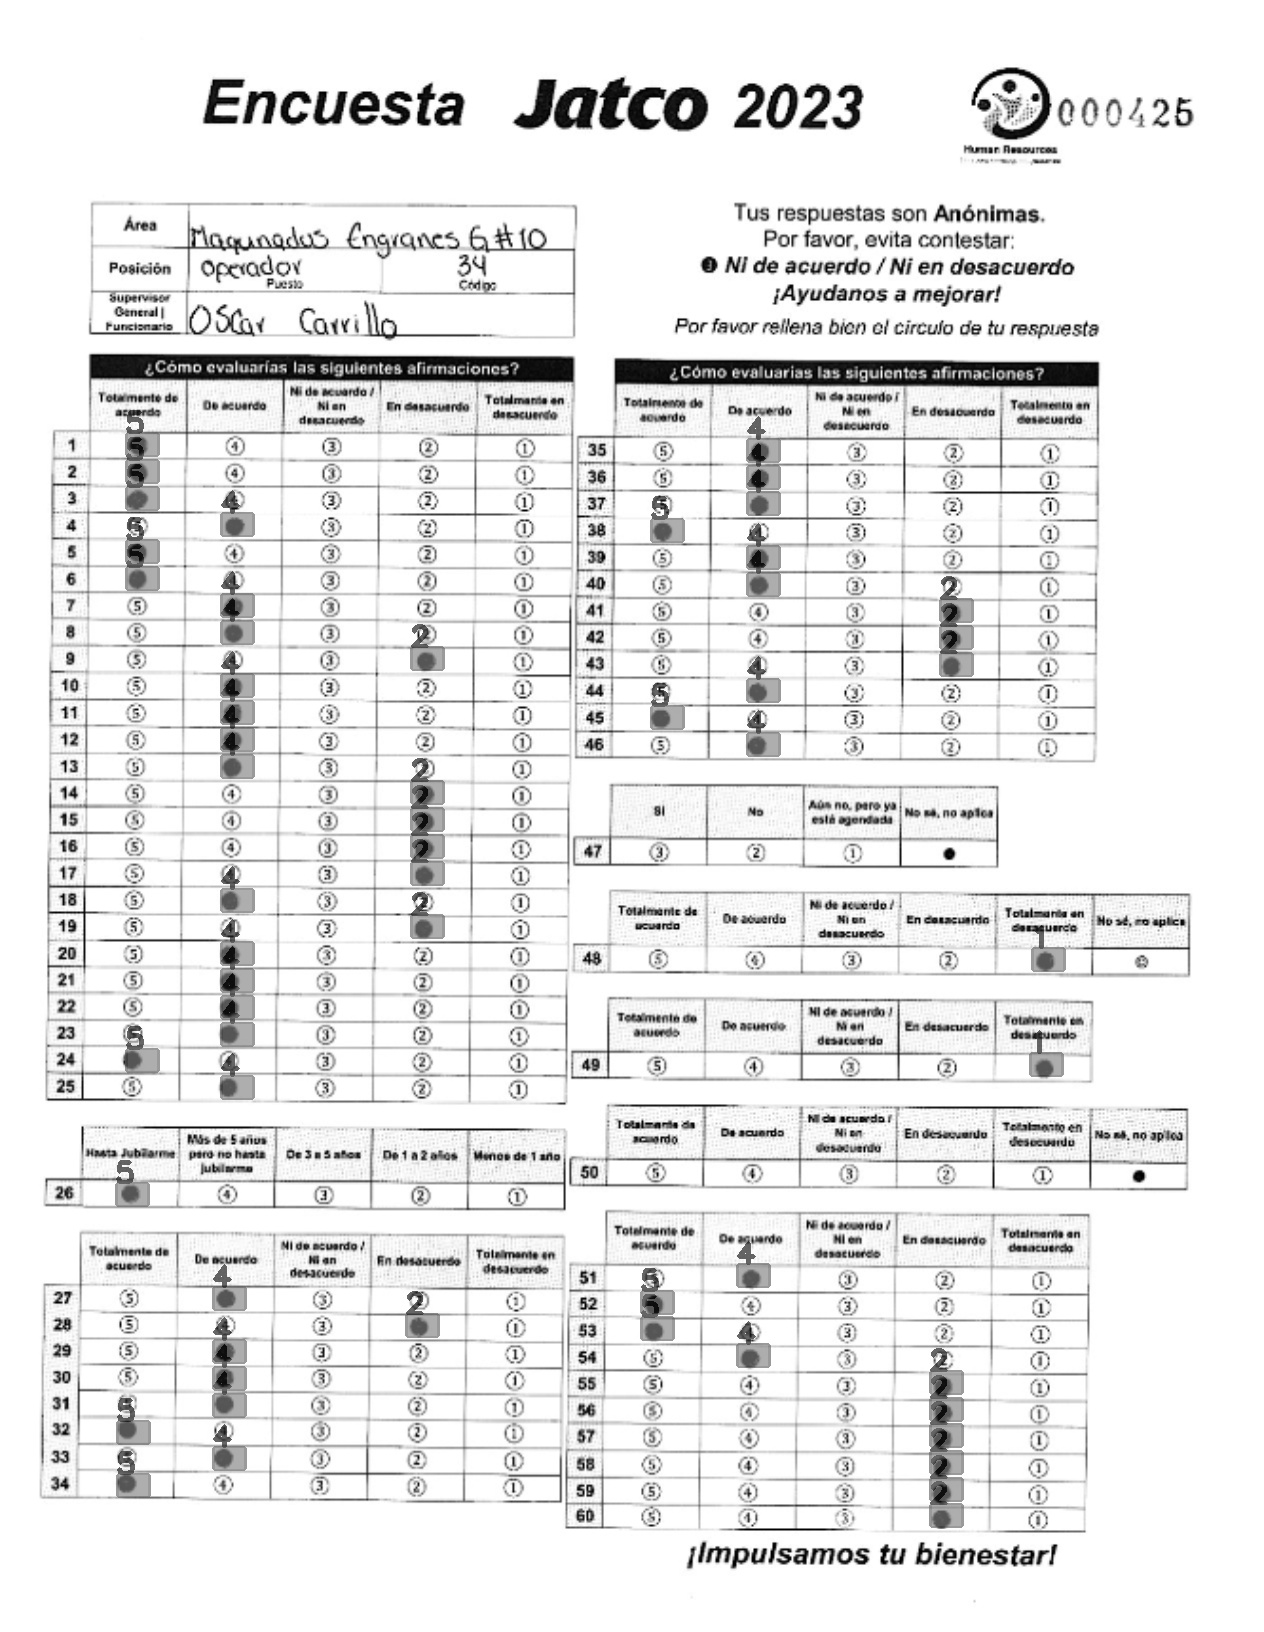 Encuesta Jatco 2023
000425
Human Resources
Tus respuestas son Anónimas.
Por favor, evita contestar:
❸ Ni de acuerdo / Ni en desacuerdo
¡Ayudanos a mejorar!
Por favor rellena bien el circulo de tu respuesta
Área Maquinados Engranes G#10
Posición Operador 34
Puesto Código
Supervisor General | Funcionario Oscar Carrillo
¿Cómo evaluarías las siguientes afirmaciones?
Totalmente de acuerdo De acuerdo Ni de acuerdo / Ni en desacuerdo En desacuerdo Totalmente en desacuerdo
1 5 4 3 2 1
2 5 4 3 2 1
3 4 3 2 1
4 5 3 2 1
5 5 4 3 2 1
6 4 3 2 1
7 5 4 3 2 1
8 5 3 2 1
9 5 4 3 1
10 5 4 3 2 1
11 5 4 3 2 1
12 5 4 3 2 1
13 5 3 2 1
14 5 4 3 2 1
15 5 4 3 2 1
16 5 4 3 2 1
17 5 4 3 1
18 5 3 2 1
19 5 4 3 1
20 5 4 3 2 1
21 5 4 3 2 1
22 5 4 3 2 1
23 5 3 2 1
24 4 3 2 1
25 5 3 2 1
Hasta Jubilarme Más de 5 años pero no hasta jubilarme De 3 a 5 años De 1 a 2 años Menos de 1 año
26 5 4 3 2 1
Totalmente de acuerdo De acuerdo Ni de acuerdo / Ni en desacuerdo En desacuerdo Totalmente en desacuerdo
27 5 4 3 2 1
28 5 4 3 1
29 5 4 3 2 1
30 5 4 3 2 1
31 5 3 2 1
32 4 3 2 1
33 5 3 2 1
34 4 3 2 1
¿Cómo evaluarías las siguientes afirmaciones?
Totalmente de acuerdo De acuerdo Ni de acuerdo / Ni en desacuerdo En desacuerdo Totalmente en desacuerdo
35 5 4 3 2 1
36 5 4 3 2 1
37 5 3 2 1
38 4 3 2 1
39 5 4 3 2 1
40 5 3 2 1
41 5 4 3 2 1
42 5 4 3 2 1
43 5 4 3 1
44 5 3 2 1
45 4 3 2 1
46 5 3 2 1
Si No Aún no, pero ya está agendada No sé, no aplica
47 3 2 1
Totalmente de acuerdo De acuerdo Ni de acuerdo / Ni en desacuerdo En desacuerdo Totalmente en desacuerdo No sé, no aplica
48 5 4 3 2 1
Totalmente de acuerdo De acuerdo Ni de acuerdo / Ni en desacuerdo En desacuerdo Totalmente en desacuerdo
49 5 4 3 2 1
Totalmente de acuerdo De acuerdo Ni de acuerdo / Ni en desacuerdo En desacuerdo Totalmente en desacuerdo No sé, no aplica
50 5 4 3 2 1
Totalmente de acuerdo De acuerdo Ni de acuerdo / Ni en desacuerdo En desacuerdo Totalmente en desacuerdo
51 5 4 3 2 1
52 5 4 3 2 1
53 4 3 2 1
54 5 3 2 1
55 5 4 3 2 1
56 5 4 3 2 1
57 5 4 3 2 1
58 5 4 3 2 1
59 5 4 3 2 1
60 5 4 3 1
¡Impulsamos tu bienestar!